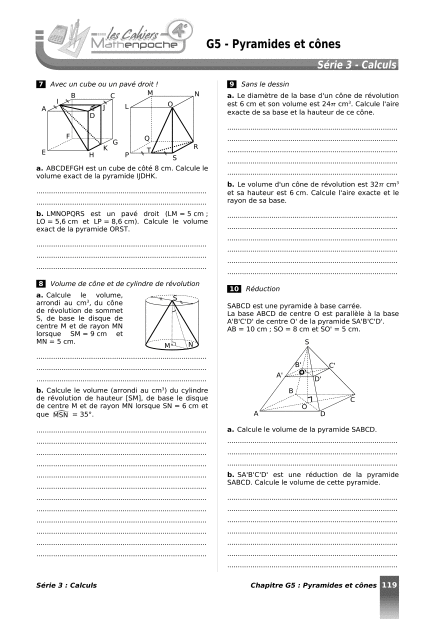 les Cahiers
Mathenpoche
4e
G5 - Pyramides et cônes
Série 3 - Calculs
7 Avec un cube ou un pavé droit !
A
I
B
C
J
D
F
G
K
E
H
M
N
L
O
Q
R
P
T
S
a. ABCDEFGH est un cube de côté 8 cm. Calcule le
volume exact de la pyramide IJDHK.
b. LMNOPQRS est un pavé droit (LM = 5 cm ;
LO = 5,6 cm et LP = 8,6 cm). Calcule le volume
exact de la pyramide ORST.
8 Volume de cône et de cylindre de révolution
a. Calcule le volume,
arrondi au cm³, du cône
de révolution de sommet
S, de base le disque de
centre M et de rayon MN
lorsque SM = 9 cm et
MN = 5 cm.
S
M
N
b. Calcule le volume (arrondi au cm³) du cylindre
de révolution de hauteur [SM], de base le disque
de centre M et de rayon MN lorsque SN = 6 cm et
que MSN = 35°.
9 Sans le dessin
a. Le diamètre de la base d'un cône de révolution
est 6 cm et son volume est 24π cm³. Calcule l'aire
exacte de sa base et la hauteur de ce cône.
b. Le volume d'un cône de révolution est 32π cm³
et sa hauteur est 6 cm. Calcule l'aire exacte et le
rayon de sa base.
10 Réduction
SABCD est une pyramide à base carrée.
La base ABCD de centre O est parallèle à la base
A'B'C'D' de centre O' de la pyramide SA'B'C'D'.
AB = 10 cm ; SO = 8 cm et SO' = 5 cm.
S
B'
C'
O'
A'
D'
B
C
O
A
D
a. Calcule le volume de la pyramide SABCD.
b. SA'B'C'D' est une réduction de la pyramide
SABCD. Calcule le volume de cette pyramide.
Série 3 : Calculs
Chapitre G5 : Pyramides et cônes 119